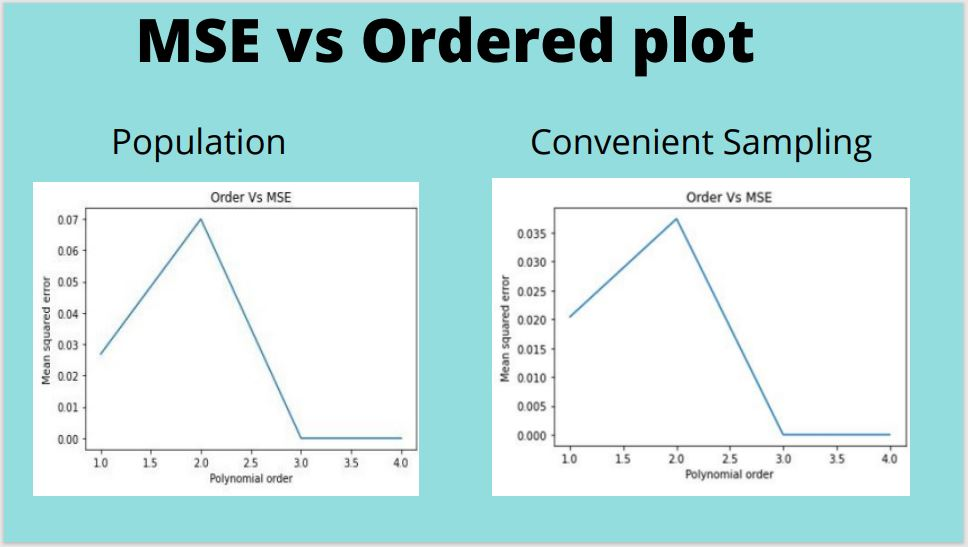 MSE vs Ordered plot
Population
Convenient Sampling
Order Vs MSE
Mean squared error
0.07
0.06
0.05
0.04
0.03
0.02
0.01
0.00
1.0 1.5 2.0 2.5 3.0 3.5 4.0
Polynomial order
Order Vs MSE
Mean squared error
0.035
0.030
0.025
0.020
0.015
0.010
0.005
0.000
1.0 1.5 2.0 2.5 3.0 3.5 4.0
Polynomial order